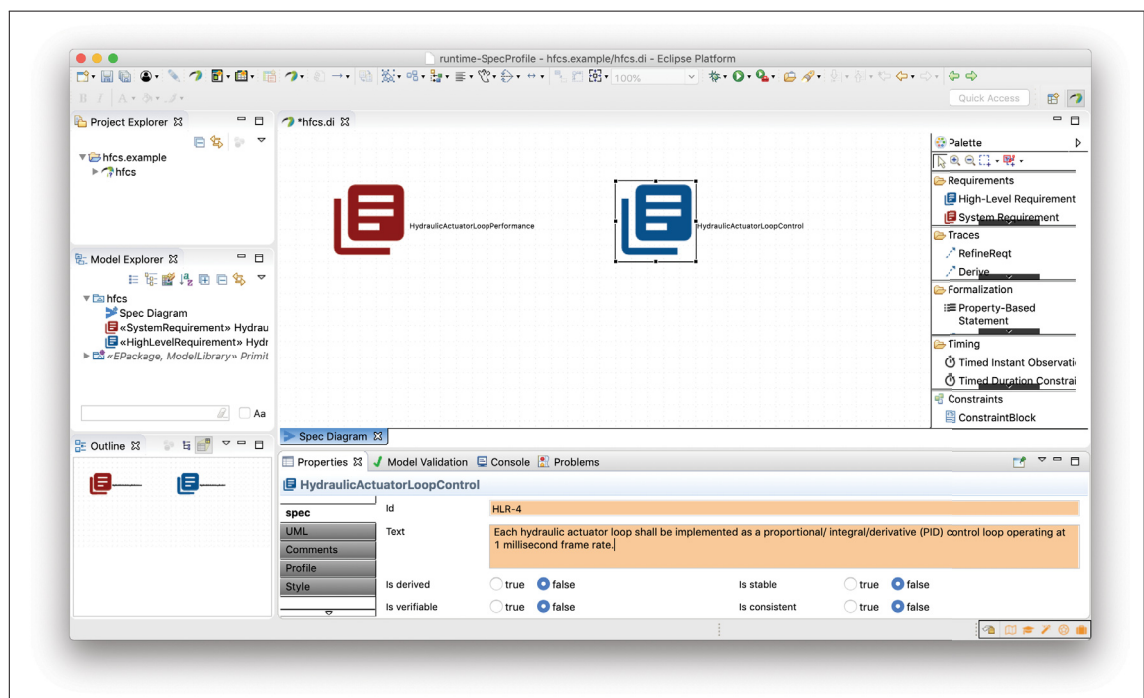 runtime-SpecProfile - hfcs.example/hfcs.di - Eclipse Platform
100%
B I A
Quick Access
Project Explorer
hfcs.example
hfcs
*hfcs.di
HydraulicActuatorLoopPerformance
HydraulicActuatorLoopControl
Palette
Requirements
High-Level Requirement
System Requirement
Traces
RefineReqt
Derive
Formalization
Property-Based
Statement
Timing
Timed Instant Observati
Timed Duration Constrai
Constraints
ConstraintBlock
Model Explorer
hfcs
Spec Diagram
«SystemRequirement» Hydrau
«HighLevelRequirement» Hydr
«EPackage, ModelLibrary» Primit
Aa
Outline
Spec Diagram
Properties
Model Validation
Console
Problems
HydraulicActuatorLoopControl
spec
UML
Comments
Profile
Style
Id
HLR-4
Text
Each hydraulic actuator loop shall be implemented as a proportional/ integral/derivative (PID) control loop operating at
1 millisecond frame rate.
Is derived
true
false
Is stable
true
false
Is verifiable
true
false
Is consistent
true
false